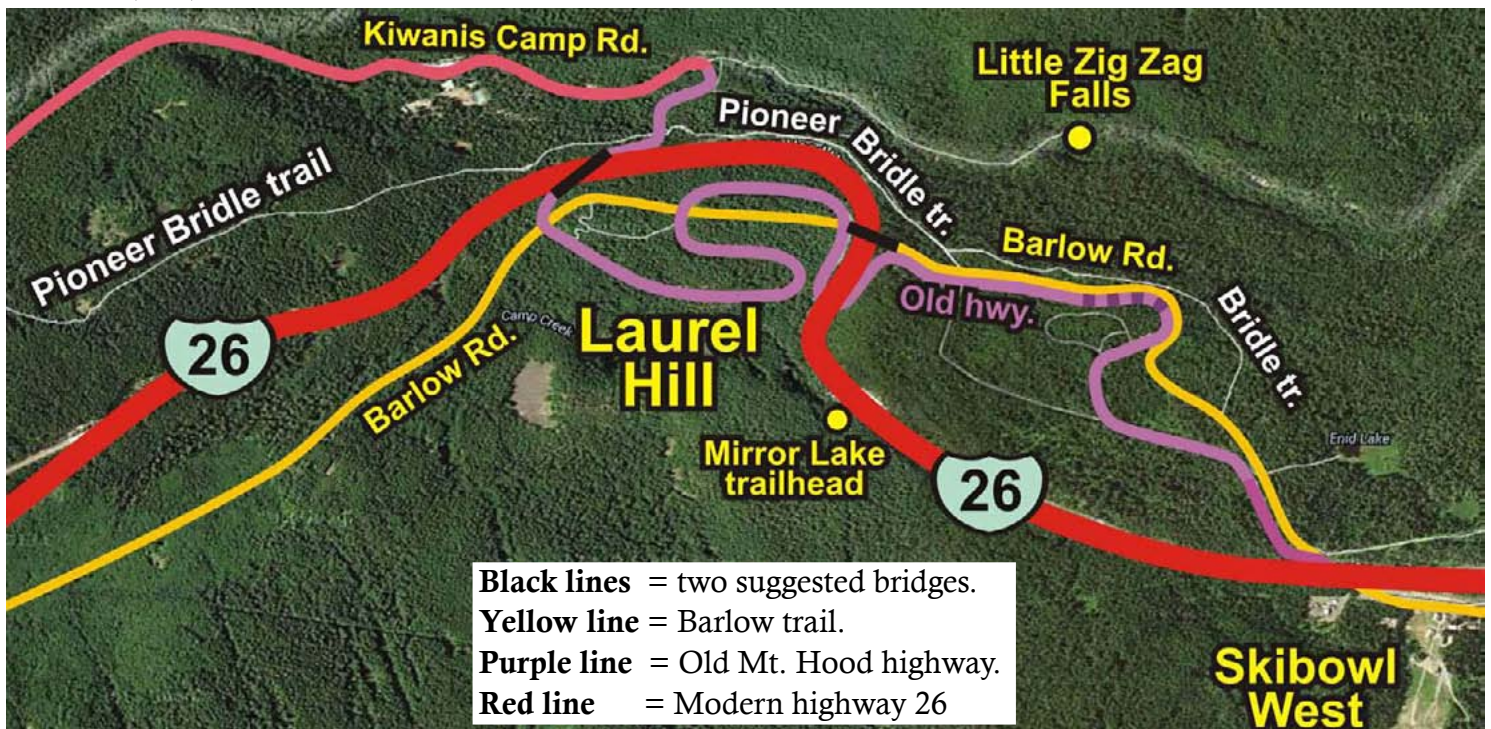 Kiwanis Camp Rd.
Little Zig Zag
Falls
Pioneer Bridle tr.
Pioneer Bridle trail
Barlow Rd.
Old hwy.
Bridle tr.
26
Camp Creek
Laurel
Hill
Barlow Rd.
Mirror Lake
trailhead
26
Enid Lake
Black lines = two suggested bridges.
Yellow line = Barlow trail.
Purple line = Old Mt. Hood highway.
Red line = Modern highway 26
Skibowl
West